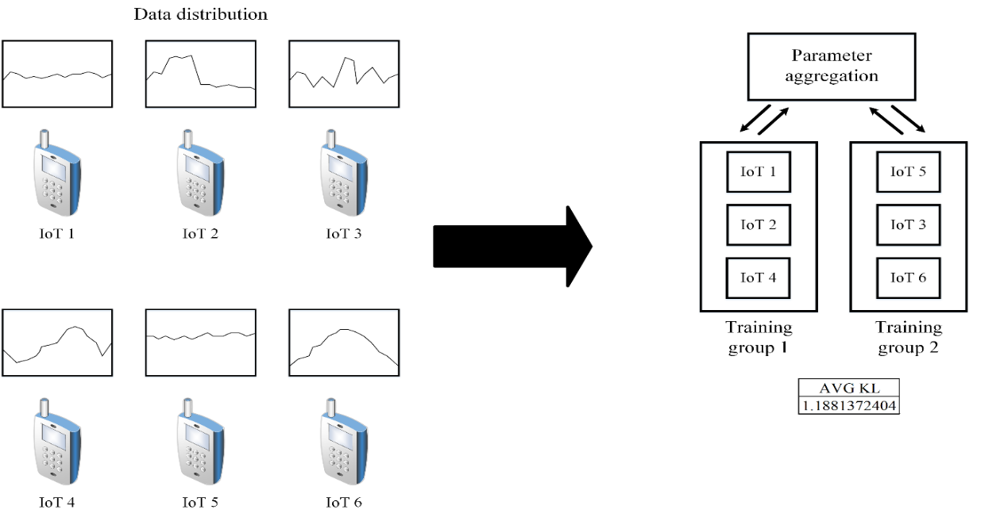 Data distribution
IoT 1
IoT 2
IoT 3
IoT 4
IoT 5
IoT 6
Parameter
aggregation
IoT 1
IoT 2
IoT 4
Training
group 1
IoT 5
IoT 3
IoT 6
Training
group 2
AVG KL
1.1881372404